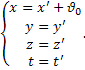 x = x′ + ϑ₀
y = y′
z = z′
t = t′
.